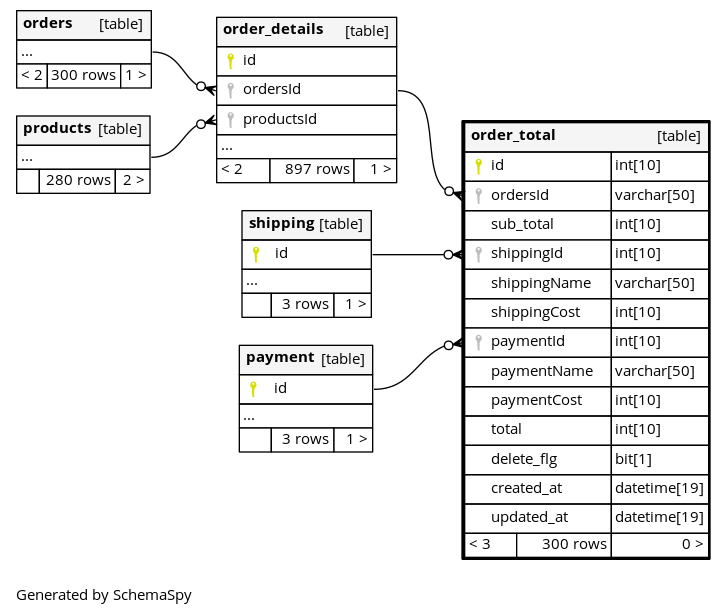 orders [table]
...
< 2 300 rows 1 >
products [table]
...
280 rows 2 >
order_details [table]
id
ordersId
productsId
...
< 2 897 rows 1 >
shipping [table]
id
...
3 rows 1 >
payment [table]
id
...
3 rows 1 >
order_total [table]
id int[10]
ordersId varchar[50]
sub_total int[10]
shippingId int[10]
shippingName varchar[50]
shippingCost int[10]
paymentId int[10]
paymentName varchar[50]
paymentCost int[10]
total int[10]
delete_flg bit[1]
created_at datetime[19]
updated_at datetime[19]
< 3 300 rows 0 >
Generated by SchemaSpy